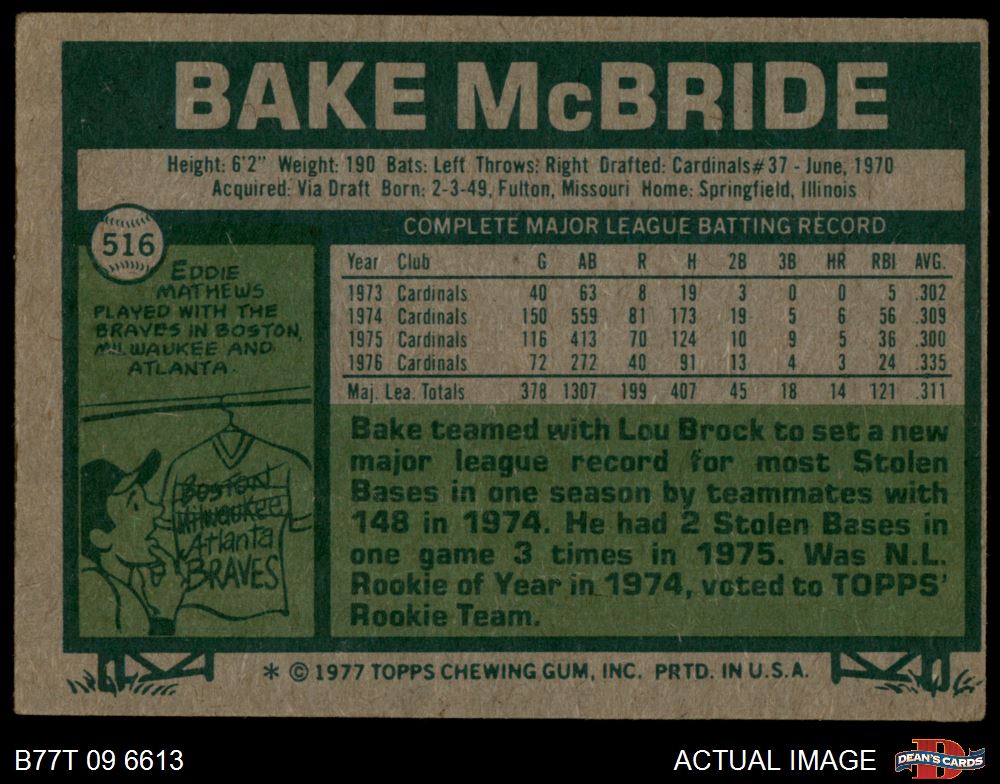 BAKE McBRIDE
Height: 6'2" Weight: 190 Bats: Left Throws: Right Drafted: Cardinals #37 - June, 1970
Acquired: Via Draft Born: 2-3-49, Fulton, Missouri Home: Springfield, Illinois
516
EDDIE
MATHEWS
PLAYED WITH THE
BRAVES IN BOSTON,
MILWAUKEE AND
ATLANTA.
Boston
Milwaukee
Atlanta
BRAVES
COMPLETE MAJOR LEAGUE BATTING RECORD
Year Club G AB R H 2B 3B HR RBI AVG.
1973 Cardinals 40 63 8 19 3 0 0 5 .302
1974 Cardinals 150 559 81 173 19 5 6 56 .309
1975 Cardinals 116 413 70 124 10 9 5 36 .300
1976 Cardinals 72 272 40 91 13 4 3 24 .335
Maj. Lea. Totals 378 1307 199 407 45 18 14 121 .311
Bake teamed with Lou Brock to set a new
major league record for most Stolen
Bases in one season by teammates with
148 in 1974. He had 2 Stolen Bases in
one game 3 times in 1975. Was N.L.
Rookie of Year in 1974, voted to TOPPS'
Rookie Team.
* © 1977 TOPPS CHEWING GUM, INC. PRTD. IN U.S.A.
B77T 09 6613
ACTUAL IMAGE
D
DEAN'S CARDS